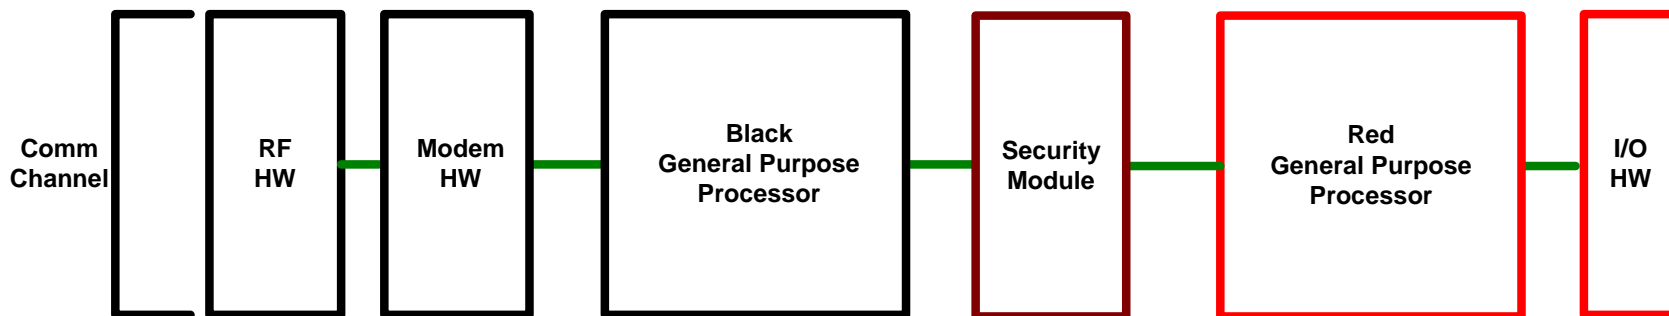 Comm
Channel
RF
HW
Modem
HW
Black
General Purpose
Processor
Security
Module
Red
General Purpose
Processor
I/O
HW